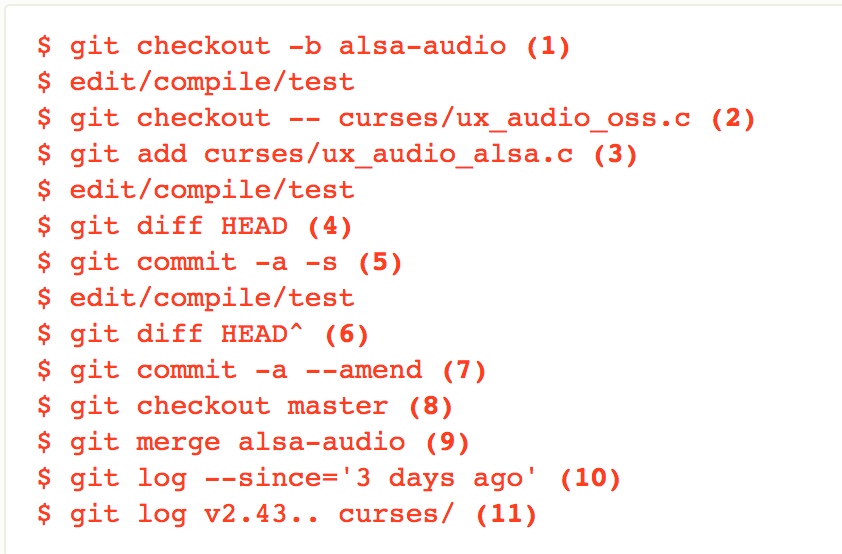 $ git checkout -b alsa-audio (1)
$ edit/compile/test
$ git checkout -- curses/ux_audio_oss.c (2)
$ git add curses/ux_audio_alsa.c (3)
$ edit/compile/test
$ git diff HEAD (4)
$ git commit -a -s (5)
$ edit/compile/test
$ git diff HEAD^ (6)
$ git commit -a --amend (7)
$ git checkout master (8)
$ git merge alsa-audio (9)
$ git log --since='3 days ago' (10)
$ git log v2.43.. curses/ (11)